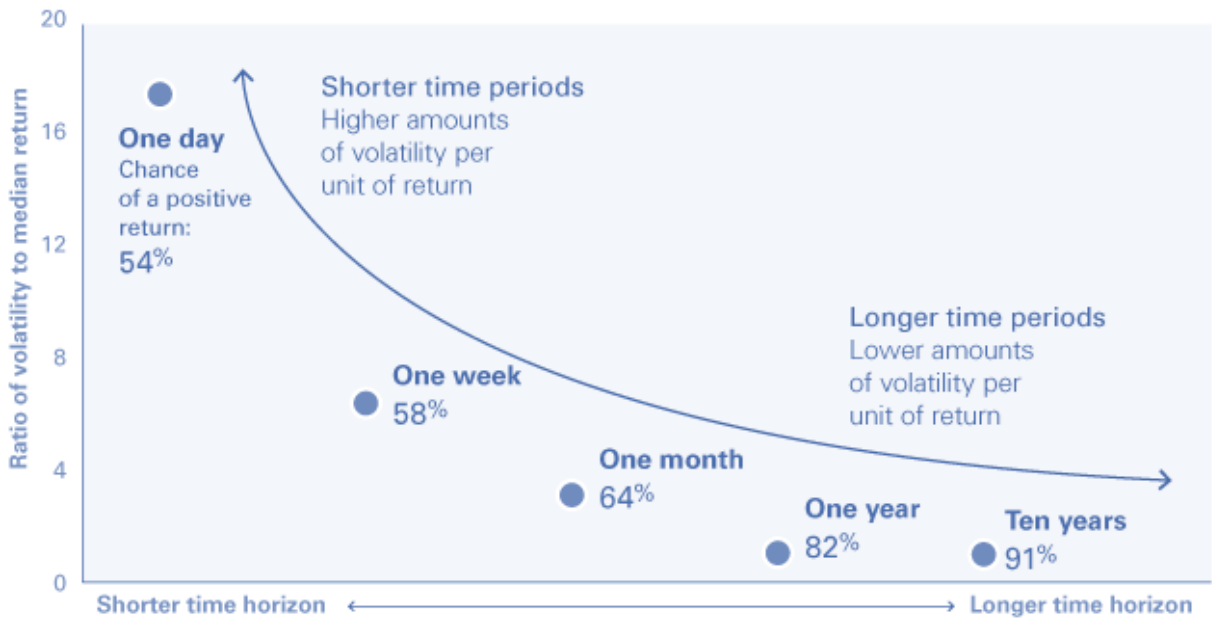 20
16
12
8
4
0
Ratio of volatility to median return
One day
Chance
of a positive
return:
54%
Shorter time periods
Higher amounts
of volatility per
unit of return
One week
58%
One month
64%
Longer time periods
Lower amounts
of volatility per
unit of return
One year
82%
Ten years
91%
Shorter time horizon
Longer time horizon